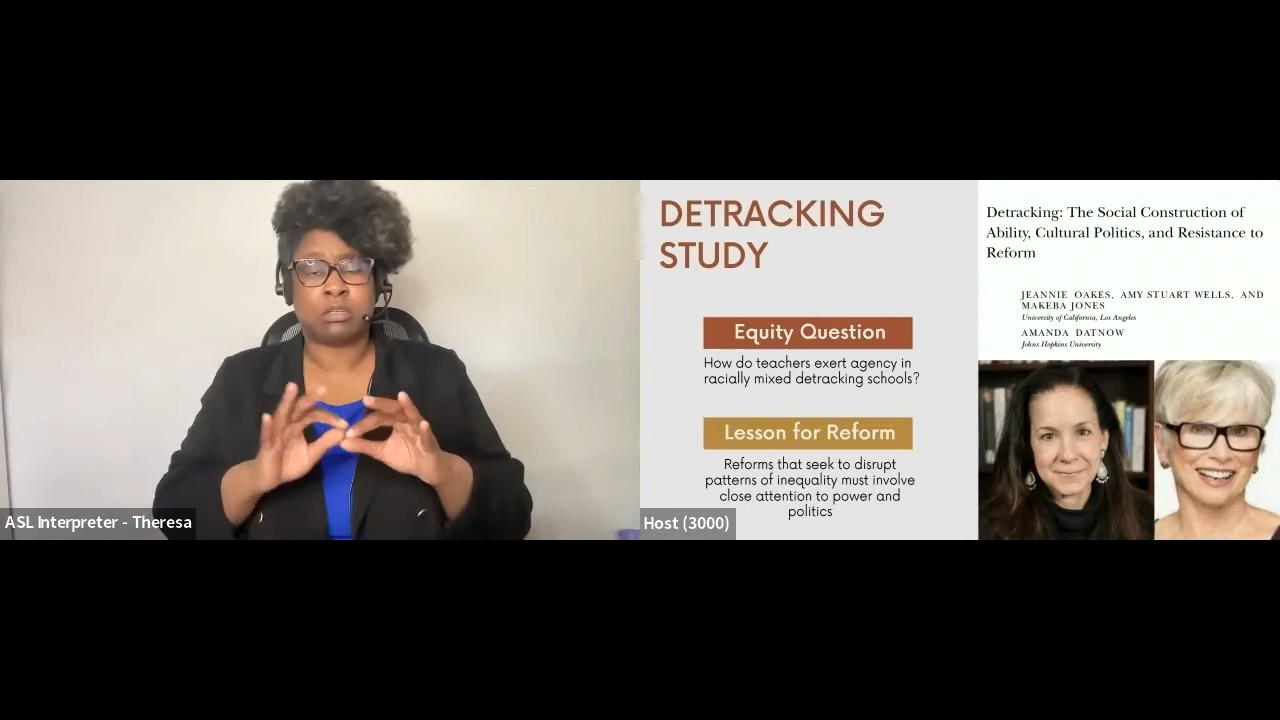 ASL Interpreter - Theresa
DETRACKING
STUDY
Equity Question
How do teachers exert agency in
racially mixed detracking schools?
Lesson for Reform
Reforms that seek to disrupt
patterns of inequality must involve
close attention to power and
politics
Host (3000)
Detracking: The Social Construction of
Ability, Cultural Politics, and Resistance to
Reform
JEANNIE OAKES, AMY STUART WELLS, AND
MAKEBA JONES
University of California, Los Angeles
AMANDA DATNOW
Johns Hopkins University